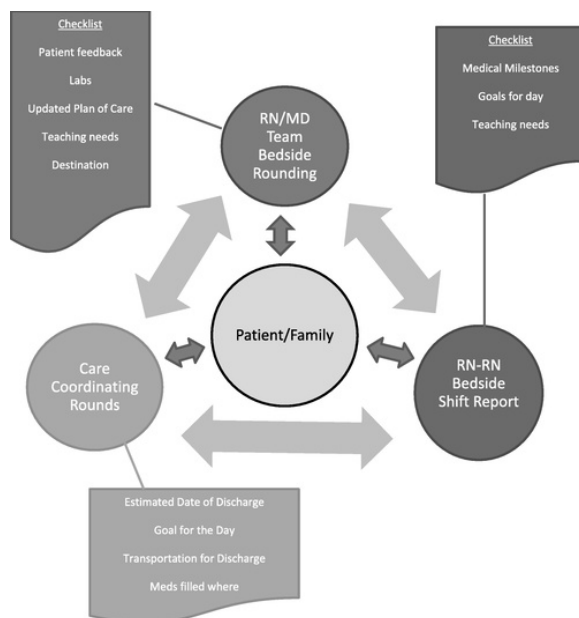 Checklist
Patient feedback
Labs
Updated Plan of Care
Teaching needs
Destination
Checklist
Medical Milestones
Goals for day
Teaching needs
RN/MD
Team
Bedside
Rounding
Patient/Family
Care
Coordinating
Rounds
RN-RN
Bedside
Shift Report
Estimated Date of Discharge
Goal for the Day
Transportation for Discharge
Meds filled where